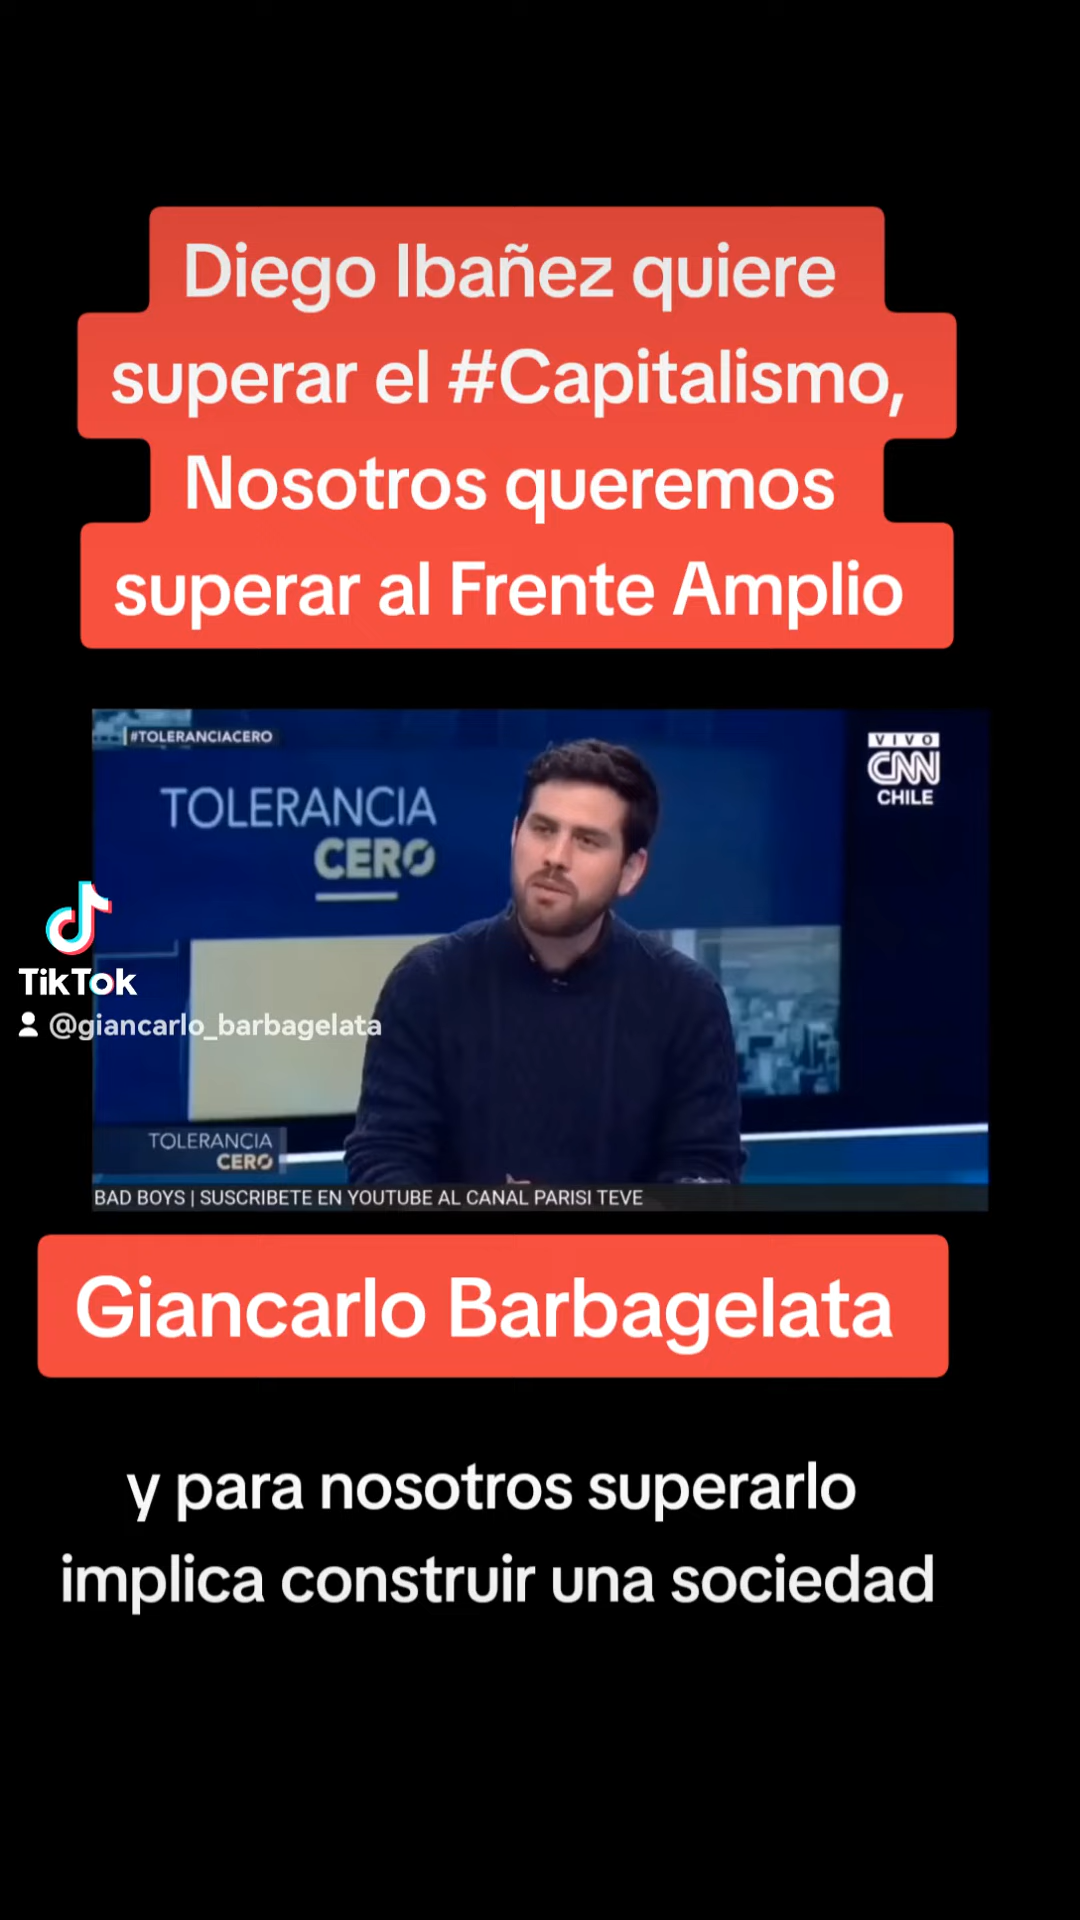 Diego Ibañez quiere
superar el #Capitalismo,
Nosotros queremos
superar al Frente Amplio
#TOLERANCIACERO
VIVO
CNN
CHILE
TOLERANCIA
CERO
TikTok
@giancarlo_barbagelata
TOLERANCIA
CERO
BAD BOYS | SUSCRIBETE EN YOUTUBE AL CANAL PARISI TEVE
Giancarlo Barbagelata
y para nosotros superarlo
implica construir una sociedad